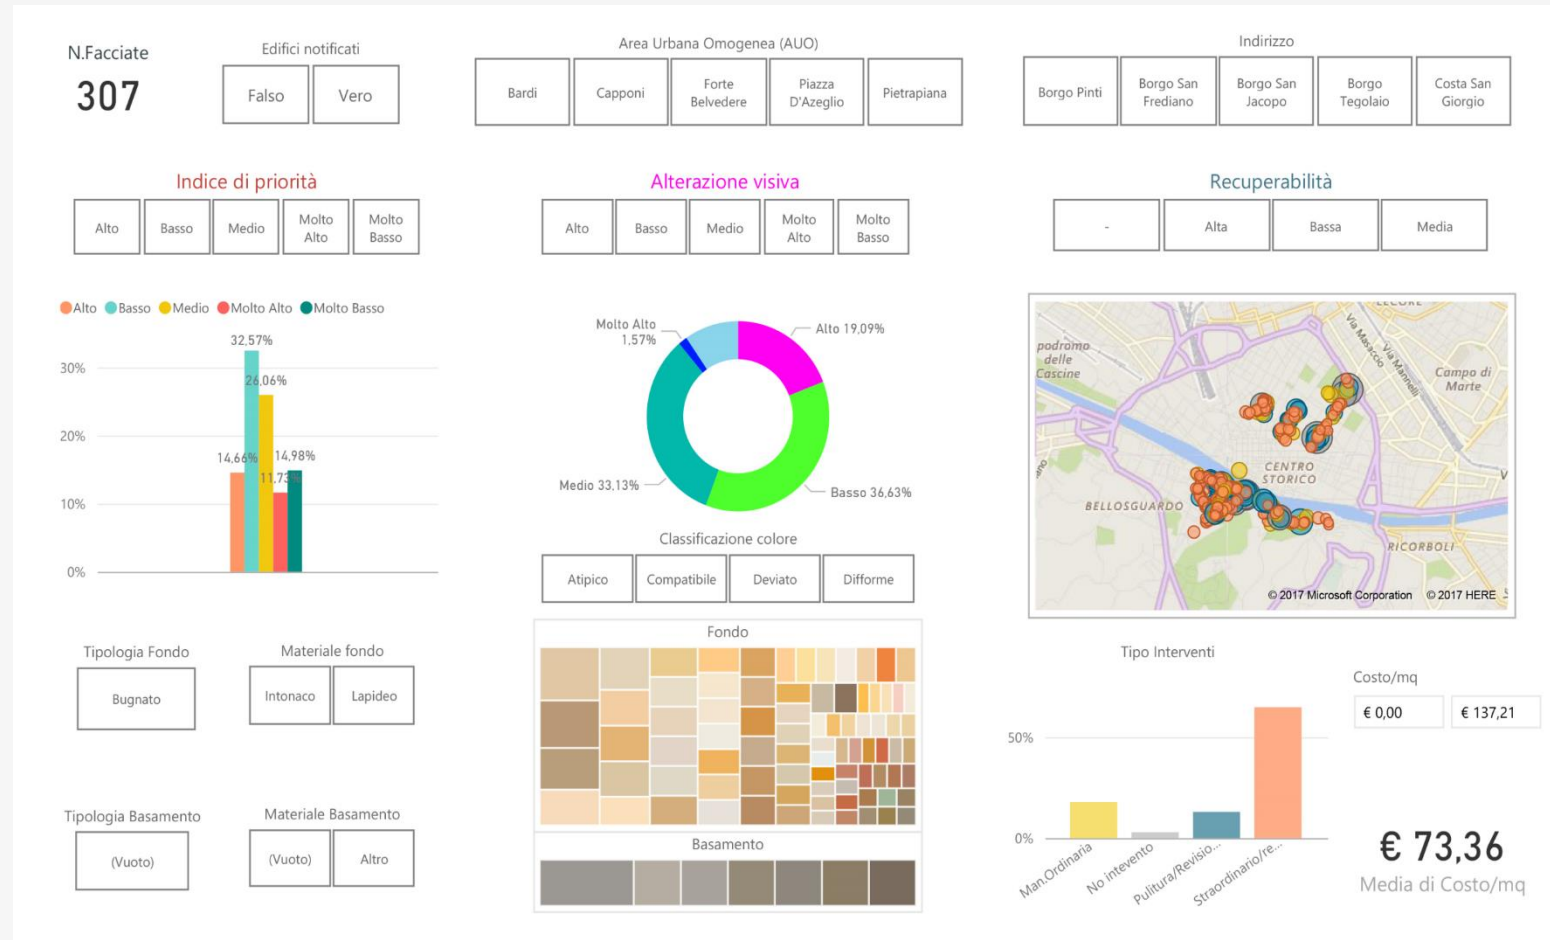 N.Facciate
307
Edifici notificati
Falso
Vero
Area Urbana Omogenea (AUO)
Bardi
Capponi
Forte
Belvedere
Piazza
D'Azeglio
Pietrapiana
Indirizzo
Borgo Pinti
Borgo San
Frediano
Borgo San
Jacopo
Borgo
Tegolaio
Costa San
Giorgio
Indice di priorità
Alto
Basso
Medio
Molto
Alto
Molto
Basso
Alterazione visiva
Alto
Basso
Medio
Molto
Alto
Molto
Basso
Recuperabilità
-
Alta
Bassa
Media
Alto
Basso
Medio
Molto Alto
Molto Basso
32,57%
30%
26,06%
20%
14,66%
14,98%
11,73%
10%
0%
Molto Alto
1,57%
Alto 19,09%
Medio 33,13%
Basso 36,63%
podromo
delle
Cascine
Via Masaccio
Via Mannelli
Campo di
Marte
CENTRO
STORICO
BELLOSGUARDO
RICORBOLI
© 2017 Microsoft Corporation
© 2017 HERE
Classificazione colore
Atipico
Compatibile
Deviato
Difforme
Tipologia Fondo
Bugnato
Materiale fondo
Intonaco
Lapideo
Fondo
Tipo Interventi
50%
0%
Man.Ordinaria
No intevento
Pulitura/Revisio...
Straordinario/re...
Costo/mq
€ 0,00
€ 137,21
Tipologia Basamento
(Vuoto)
Materiale Basamento
(Vuoto)
Altro
Basamento
€ 73,36
Media di Costo/mq